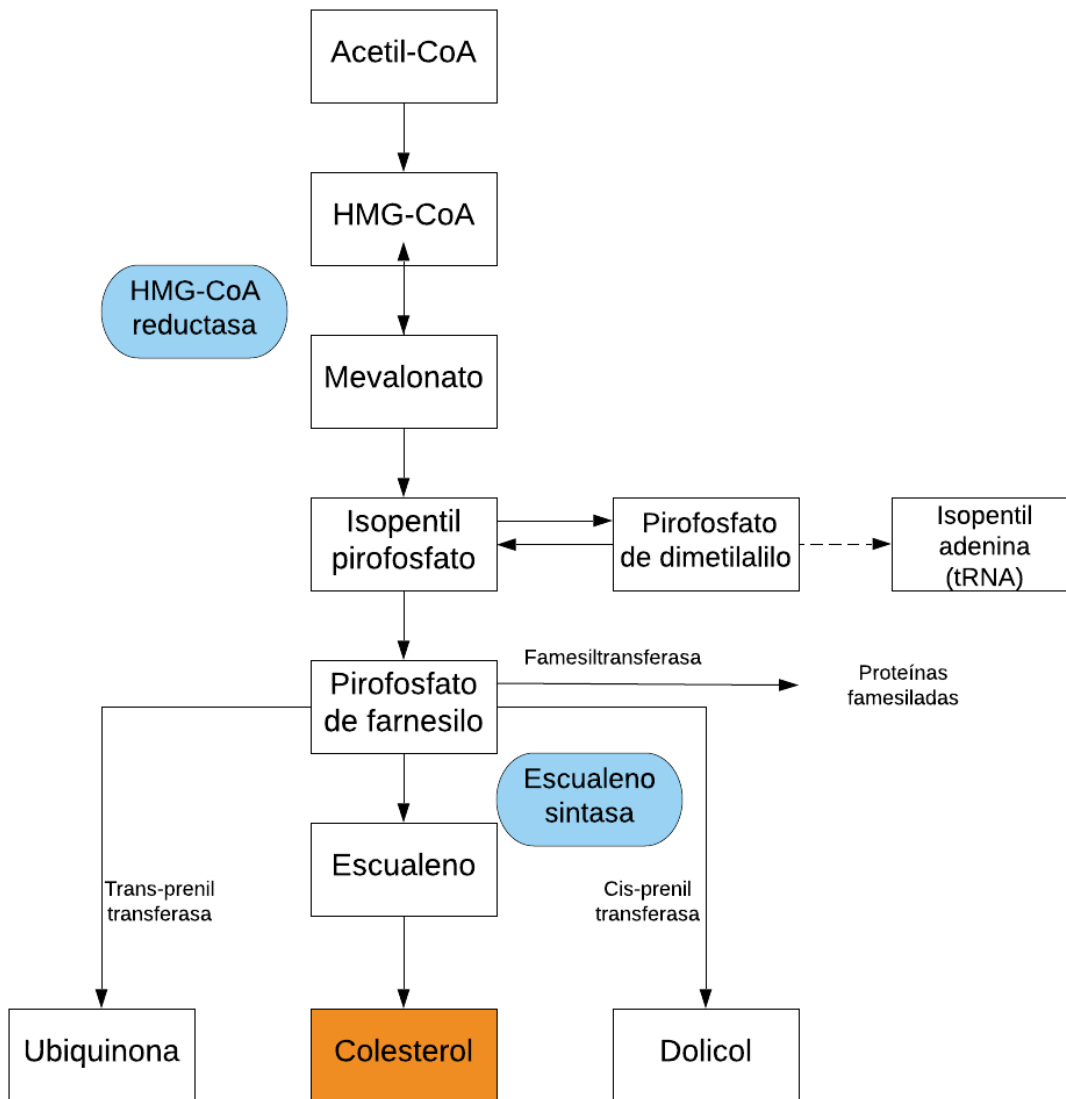 Acetil-CoA
HMG-CoA
HMG-CoA
reductasa
Mevalonato
Isopentil
pirofosfato
Pirofosfato
de dimetilalilo
Isopentil
adenina
(tRNA)
Pirofosfato
de farnesilo
Famesiltransferasa
Proteínas
famesiladas
Escualeno
sintasa
Escualeno
Trans-prenil
transferasa
Cis-prenil
transferasa
Ubiquinona
Colesterol
Dolicol